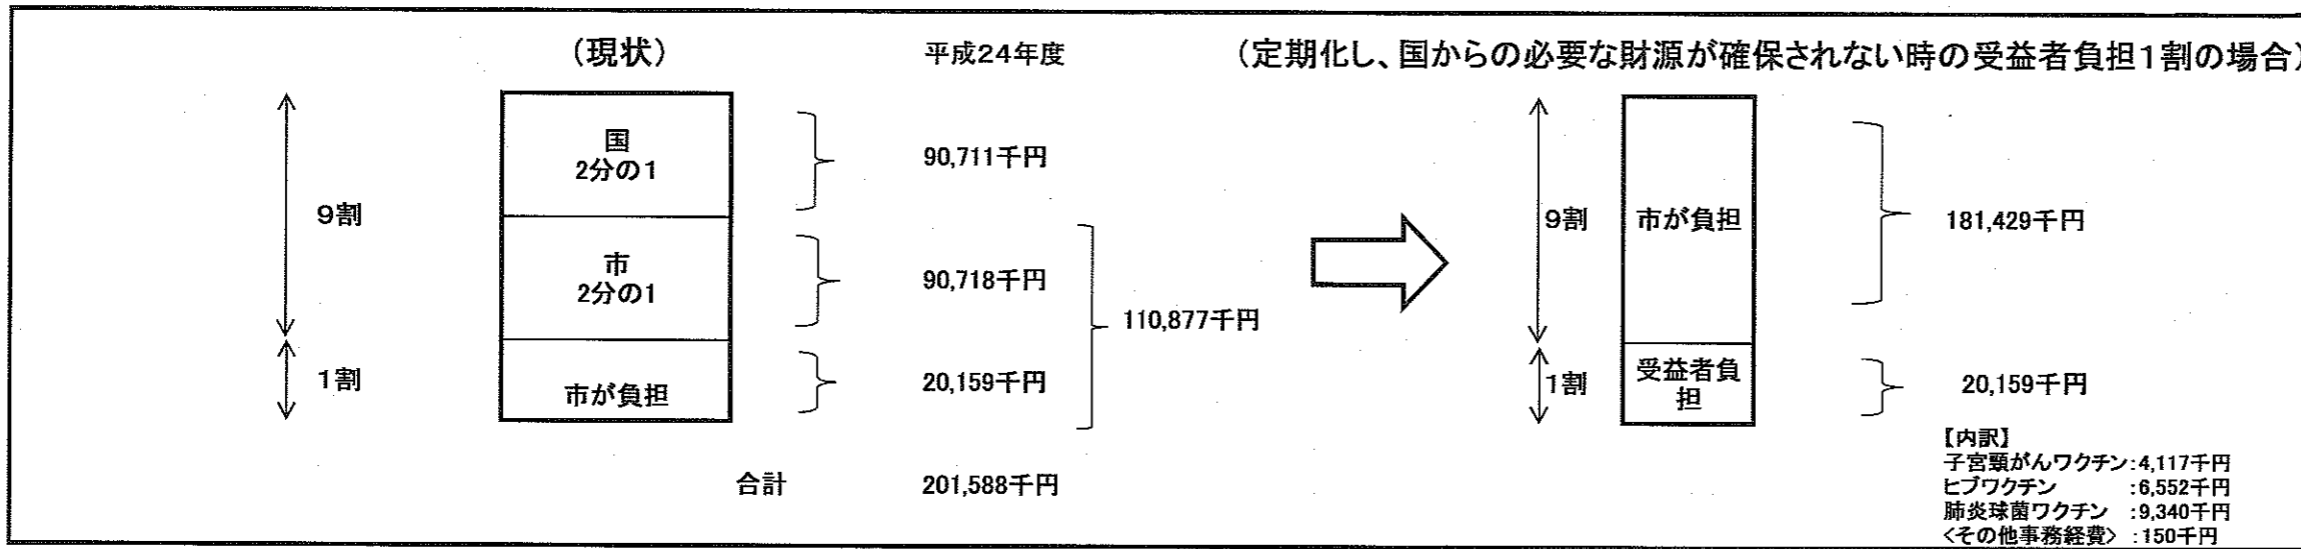 (現状)
平成24年度
(定期化し、国からの必要な財源が確保されない時の受益者負担1割の場合)
9割
国
2分の1
90,711千円
市
2分の1
90,718千円
110,877千円
1割
市が負担
20,159千円
合計
201,588千円
9割
市が負担
181,429千円
1割
受益者負
担
20,159千円
【内訳】
子宮頸がんワクチン:4,117千円
ヒブワクチン :6,552千円
肺炎球菌ワクチン :9,340千円
<その他事務経費> :150千円